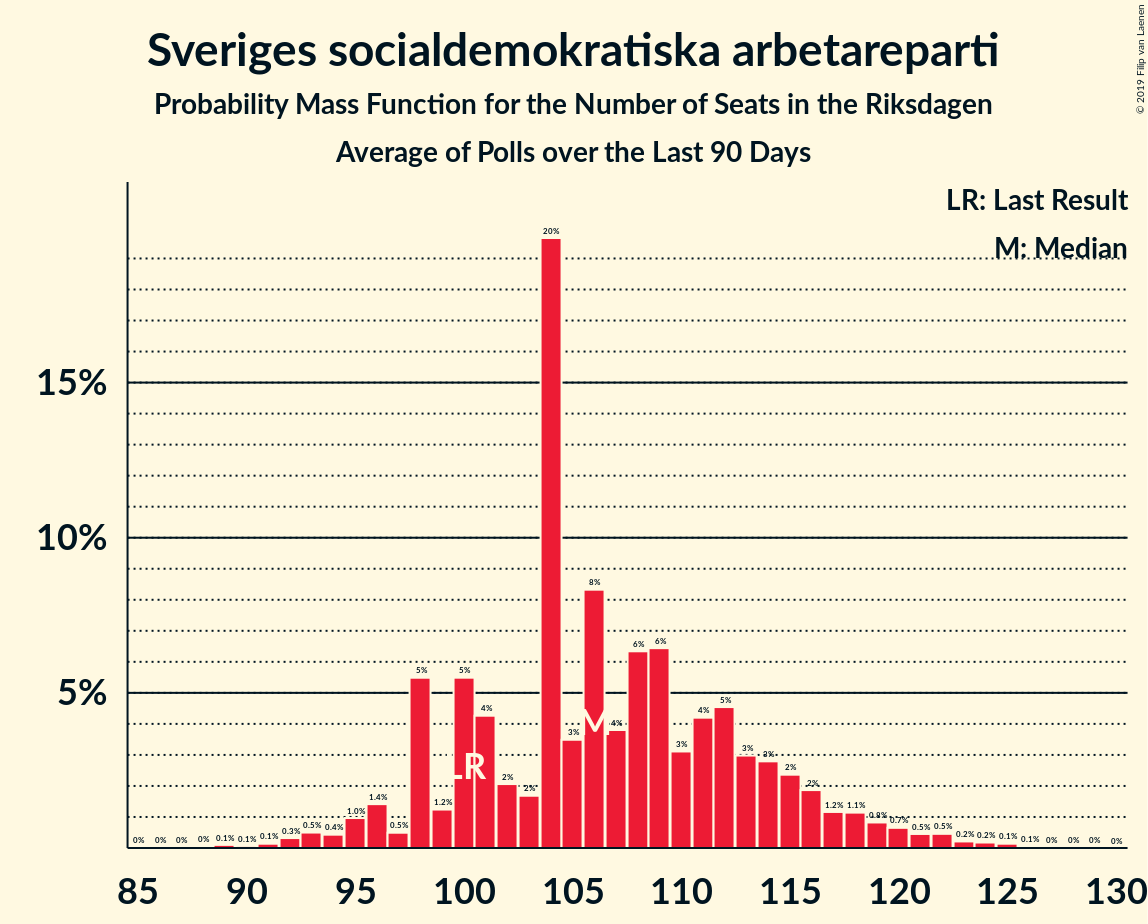 Sveriges socialdemokratiska arbetareparti
Probability Mass Function for the Number of Seats in the Riksdagen
Average of Polls over the Last 90 Days
© 2019 Filip van Laenen
LR: Last Result
M: Median
15%
10%
5%
0% 0% 0% 0% 0.1% 0.1% 0.1% 0.3% 0.5% 0.4% 1.0% 1.4% 0.5% 5% 1.2% 5% 4% 2% 2% 20% 3% 8% 4% 6% 6% 3% 4% 5% 3% 3% 2% 2% 1.2% 1.1% 0.8% 0.7% 0.5% 0.5% 0.2% 0.2% 0.1% 0.1% 0% 0% 0% 0%
LR
M
85 90 95 100 105 110 115 120 125 130